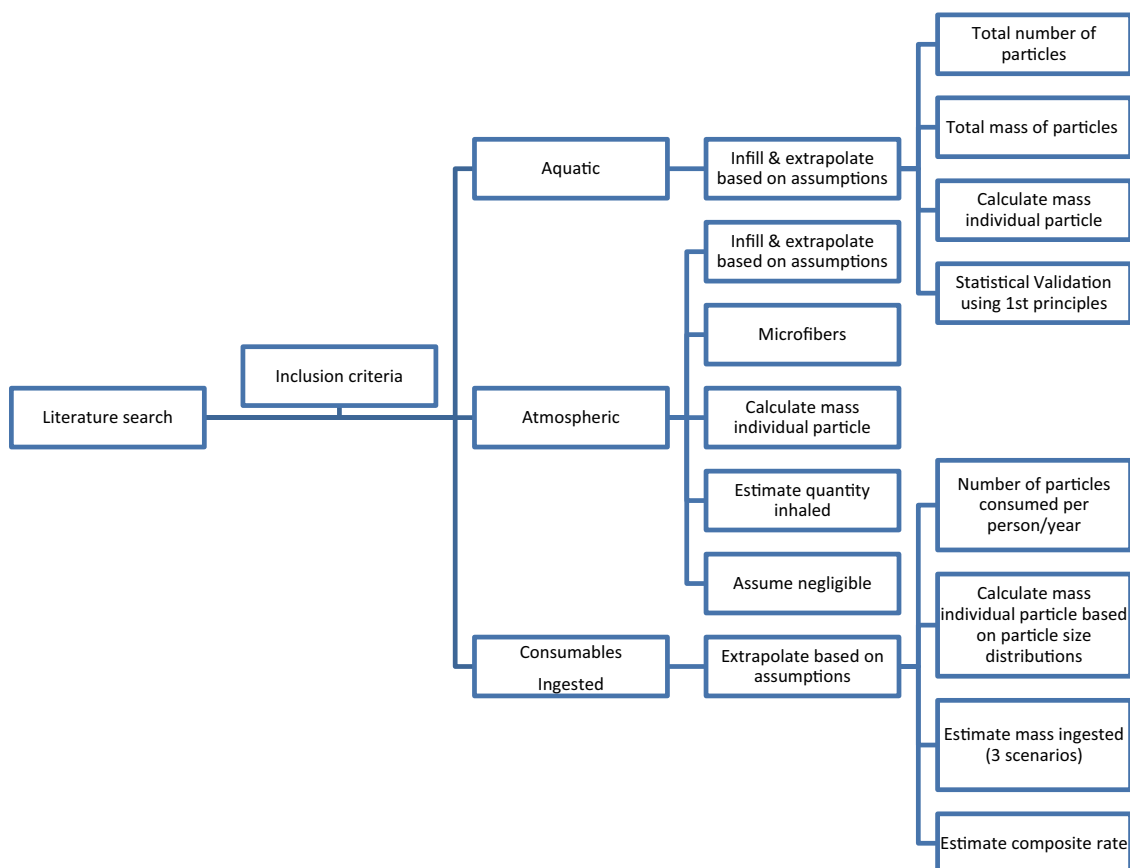 Literature search
Inclusion criteria
Aquatic
Infill & extrapolate
based on assumptions
Total number of
particles
Total mass of particles
Calculate mass
individual particle
Statistical Validation
using 1st principles
Atmospheric
Infill & extrapolate
based on assumptions
Microfibers
Calculate mass
individual particle
Estimate quantity
inhaled
Assume negligible
Consumables
Ingested
Extrapolate based on
assumptions
Number of particles
consumed per
person/year
Calculate mass
individual particle based
on particle size
distributions
Estimate mass ingested
(3 scenarios)
Estimate composite rate